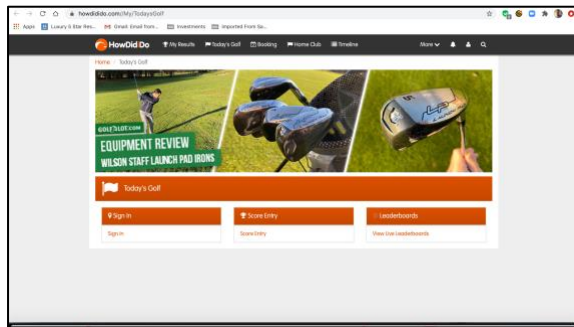 howdidido.com/My/TodaysGolf
Apps Luxury 5 Star Res... Gmail: Email from... Investments Imported From Sa...
HowDidiDo My Results Today's Golf Booking Home Club Timeline More
Home / Today's Golf
GOLFALOT.COM
EQUIPMENT REVIEW
WILSON STAFF LAUNCH PAD IRONS
Today's Golf
Sign In Score Entry Leaderboards
Sign In Score Entry View Live Leaderboards